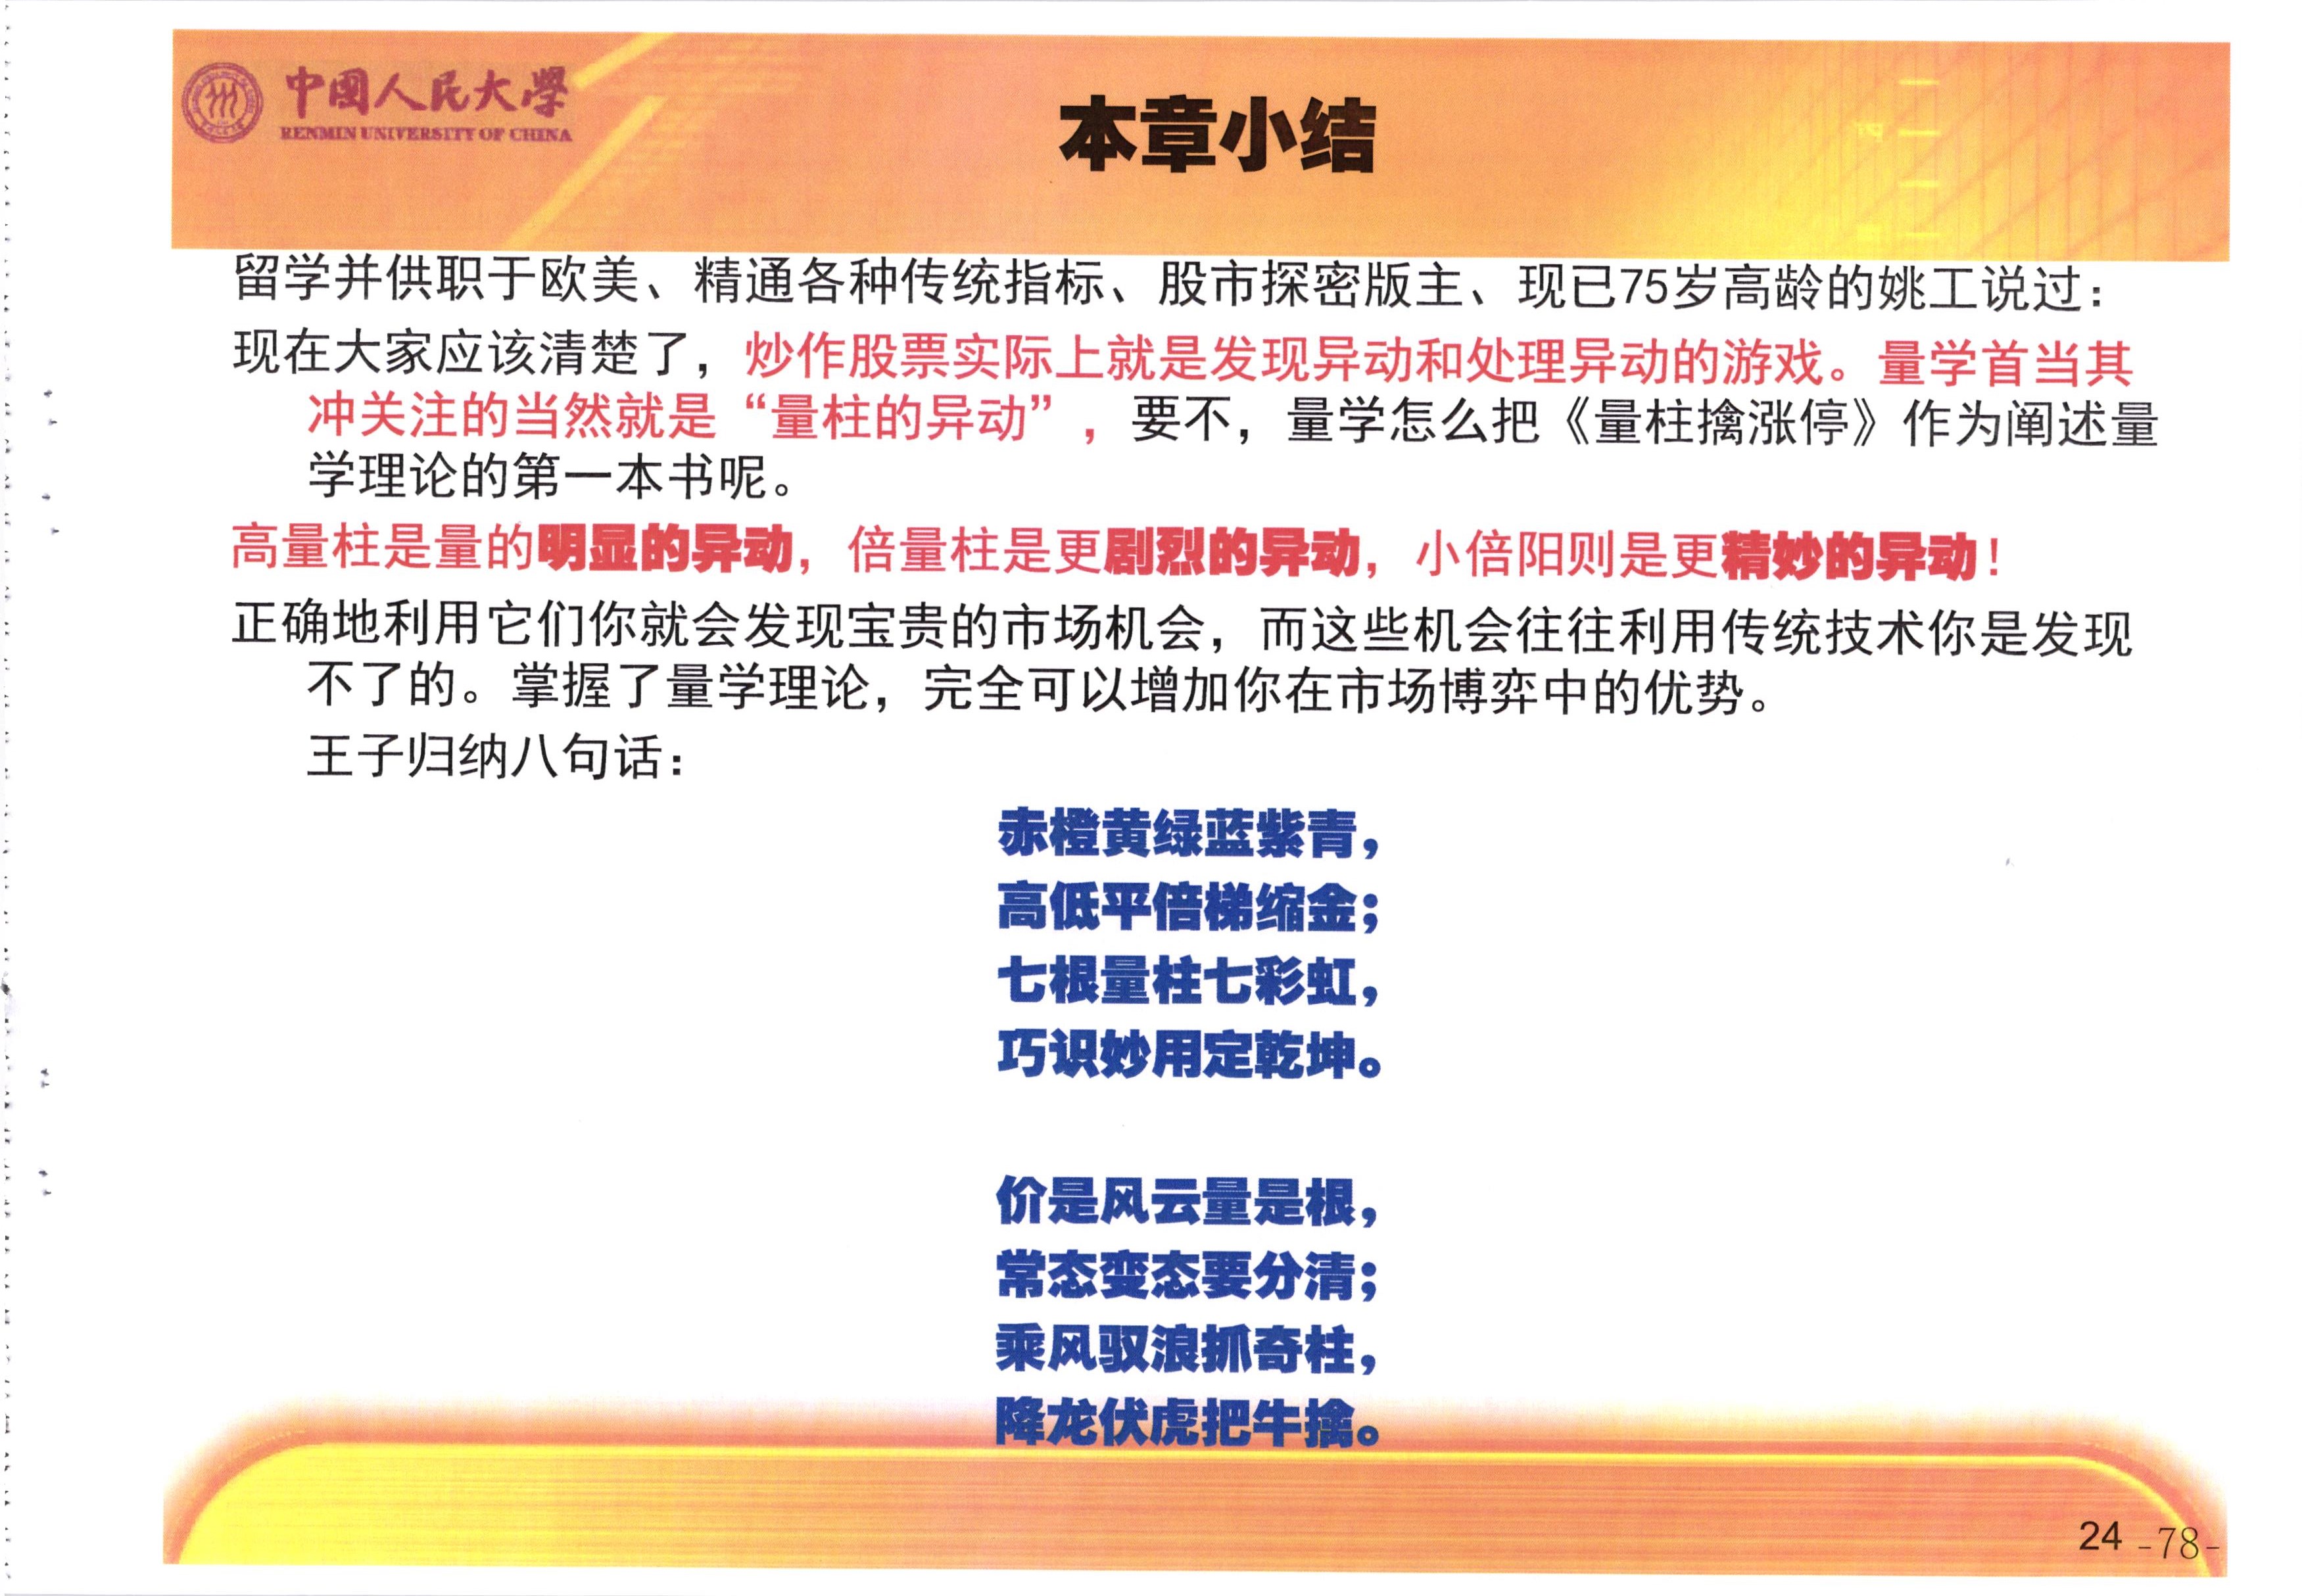 中國人民大學
RENMIN UNIVERSITY OF CHINA
本章小结
留学并供职于欧美、精通各种传统指标、股市探密版主、现已75岁高龄的姚工说过：
现在大家应该清楚了，炒作股票实际上就是发现异动和处理异动的游戏。量学首当其
冲关注的当然就是“量柱的异动”，要不，量学怎么把《量柱擒涨停》作为阐述量
学理论的第一本书呢。
高量柱是量的明显的异动，倍量柱是更剧烈的异动，小倍阳则是更精妙的异动！
正确地利用它们你就会发现宝贵的市场机会，而这些机会往往利用传统技术你是发现
不了的。掌握了量学理论，完全可以增加你在市场博弈中的优势。
王子归纳八句话：
赤橙黄绿蓝紫青，
高低平倍梯缩金；
七根量柱七彩虹，
巧识妙用定乾坤。
价是风云量是根，
常态变态要分清；
乘风驭浪抓奇柱，
降龙伏虎把牛擒。
24 -78-